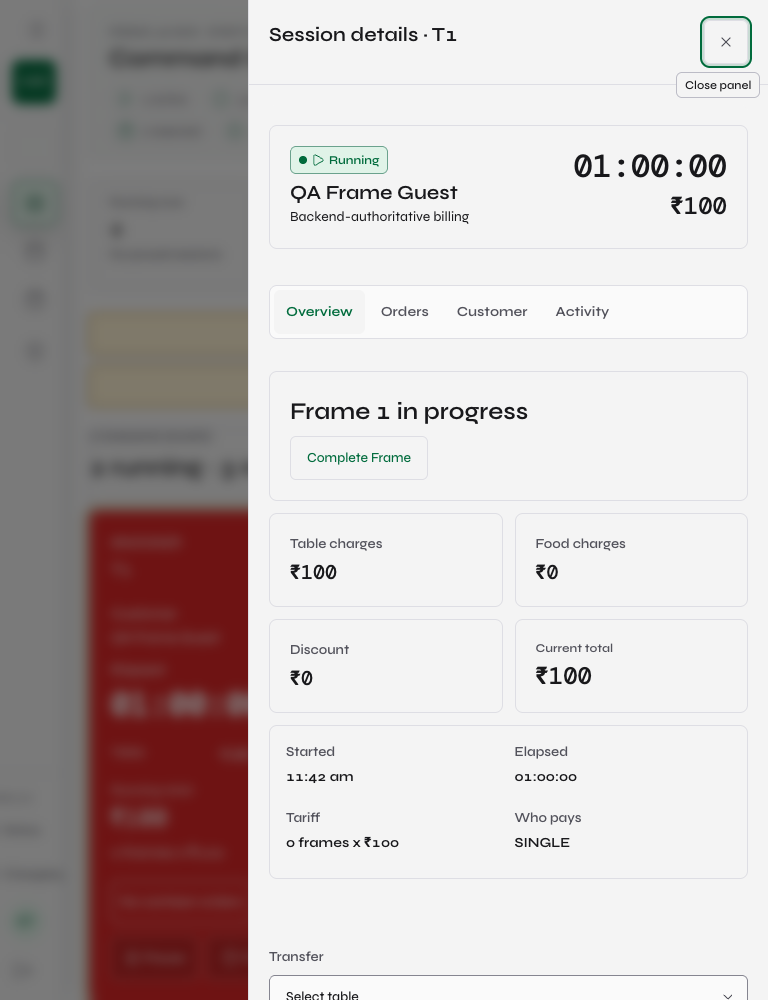 Session details · T1
Close panel
Running
01:00:00
QA Frame Guest
₹100
Backend-authoritative billing
Overview
Orders
Customer
Activity
Frame 1 in progress
Complete Frame
Table charges
₹100
Food charges
₹0
Discount
₹0
Current total
₹100
Started
11:42 am
Elapsed
01:00:00
Tariff
0 frames x ₹100
Who pays
SINGLE
Transfer
Select table